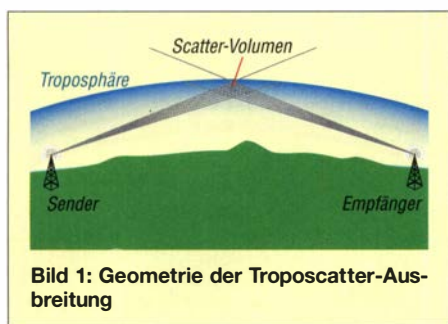 Scatter-Volumen
Troposphäre
Sender
Empfänger
Bild 1: Geometrie der Troposcatter-Aus-
breitung